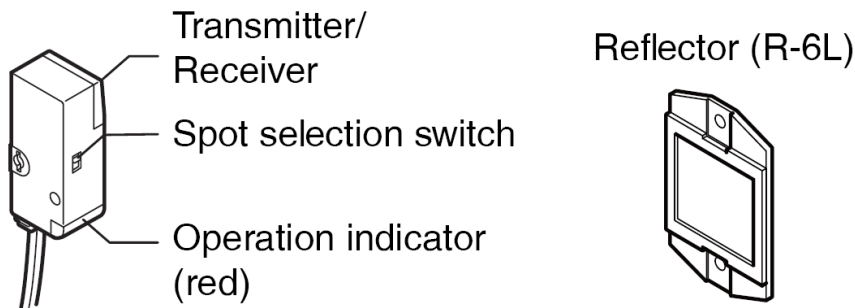 Transmitter/
Receiver
Spot selection switch
Operation indicator
(red)
Reflector (R-6L)